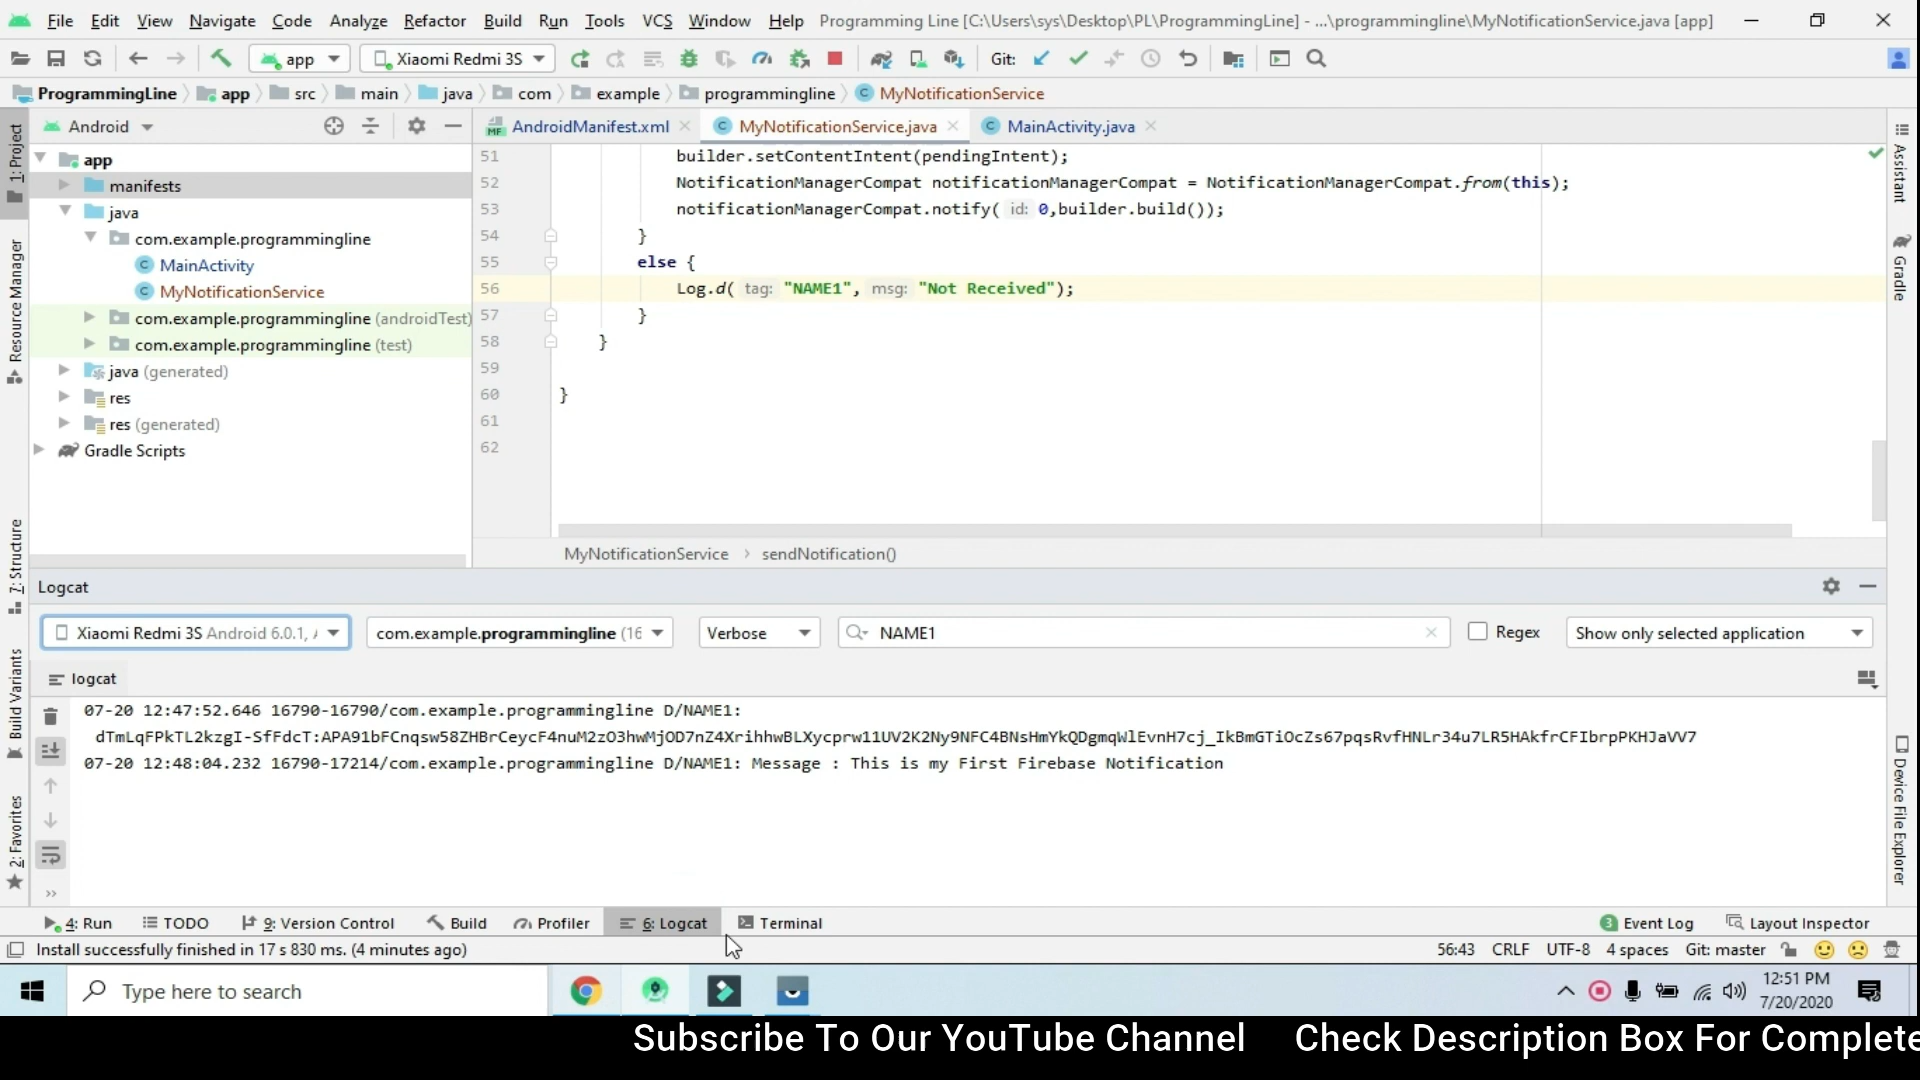 File Edit View Navigate Code Analyze Refactor Build Run Tools VCS Window Help Programming Line [C:\Users\sys\Desktop\PL\ProgrammingLine] - ...\programmingline\MyNotificationService.java [app]
app Xiaomi Redmi 3S Git:
ProgrammingLine app src main java com example programmingline MyNotificationService
Android
AndroidManifest.xml MyNotificationService.java MainActivity.java
1: Project
Resource Manager
7: Structure
Build Variants
2: Favorites
app
manifests
java
com.example.programmingline
MainActivity
MyNotificationService
com.example.programmingline (androidTest)
com.example.programmingline (test)
java (generated)
res
res (generated)
Gradle Scripts
51 builder.setContentIntent(pendingIntent);
52 NotificationManagerCompat notificationManagerCompat = NotificationManagerCompat.from(this);
53 notificationManagerCompat.notify( id: 0,builder.build());
54 }
55 else {
56 Log.d( tag: "NAME1", msg: "Not Received");
57 }
58 }
59
60 }
61
62
MyNotificationService › sendNotification()
Assistant
Gradle
Device File Explorer
Logcat
Xiaomi Redmi 3S Android 6.0.1, com.example.programmingline (16 Verbose NAME1 Regex Show only selected application
logcat
07-20 12:47:52.646 16790-16790/com.example.programmingline D/NAME1:
dTmLqFPkTL2kzgI-SfFdcT:APA91bFCnqsw58ZHBrCeycF4nuM2zO3hwMjOD7nZ4XrihhwBLXycprw11UV2K2Ny9NFC4BNsHmYkQDgmqWlEvnH7cj_IkBmGTiOcZs67pqsRvfHNLr34u7LR5HAkfrCFIbrpPKHJaVV7
07-20 12:48:04.232 16790-17214/com.example.programmingline D/NAME1: Message : This is my First Firebase Notification
4: Run TODO 9: Version Control Build Profiler 6: Logcat Terminal 3 Event Log Layout Inspector
Install successfully finished in 17 s 830 ms. (4 minutes ago) 56:43 CRLF UTF-8 4 spaces Git: master
Type here to search
12:51 PM
7/20/2020
Subscribe To Our YouTube Channel Check Description Box For Complete